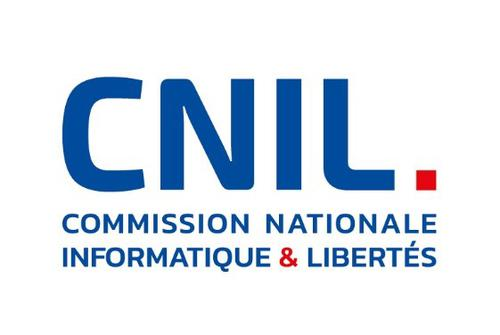 CNIL.
COMMISSION NATIONALE
INFORMATIQUE & LIBERTÉS